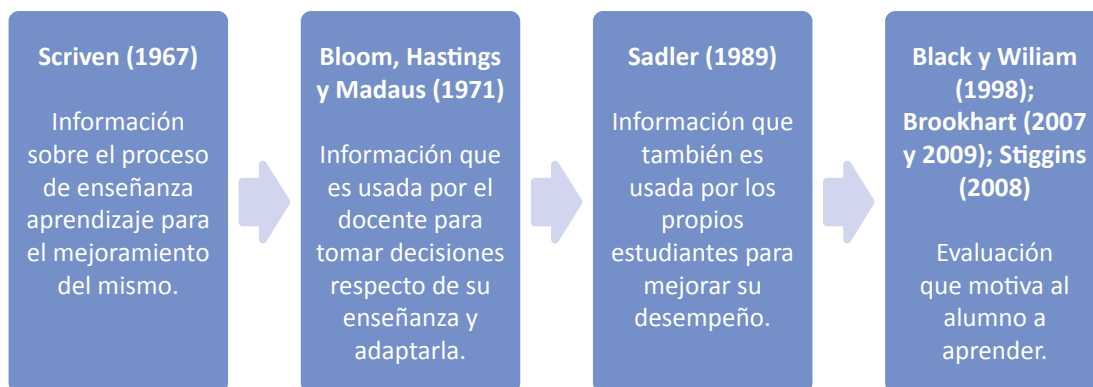 Scriven (1967)
Información
sobre el proceso
de enseñanza
aprendizaje para
el mejoramiento
del mismo.
Bloom, Hastings
y Madaus (1971)
Información que
es usada por el
docente para
tomar decisiones
respecto de su
enseñanza y
adaptarla.
Sadler (1989)
Información que
también es
usada por los
propios
estudiantes para
mejorar su
desempeño.
Black y Wiliam
(1998);
Brookhart (2007
y 2009); Stiggins
(2008)
Evaluación
que motiva al
alumno a
aprender.